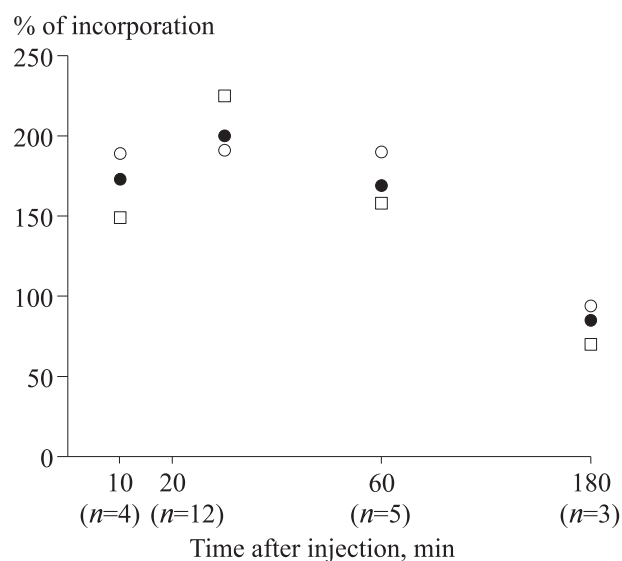 % of incorporation
250
200
150
100
50
0
10 20 60 180
(n=4) (n=12) (n=5) (n=3)
Time after injection, min